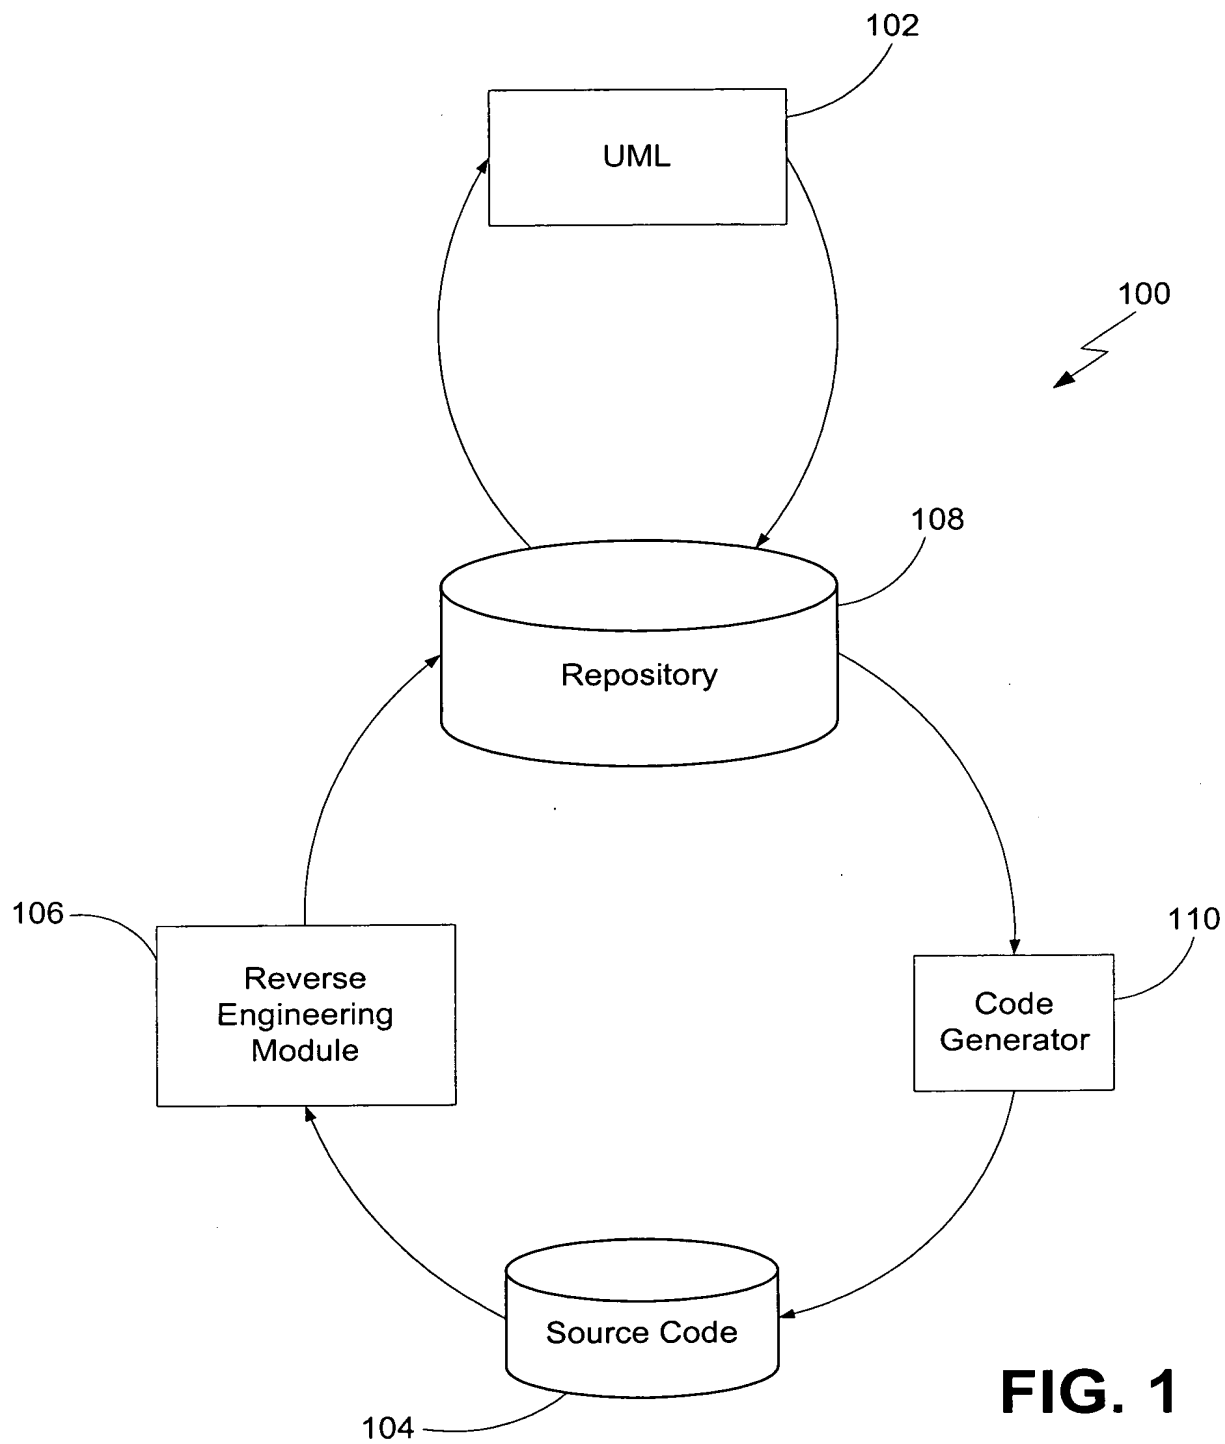 102
UML
100
108
Repository
106
110
Reverse
Engineering
Module
Code
Generator
Source Code
104
FIG. 1